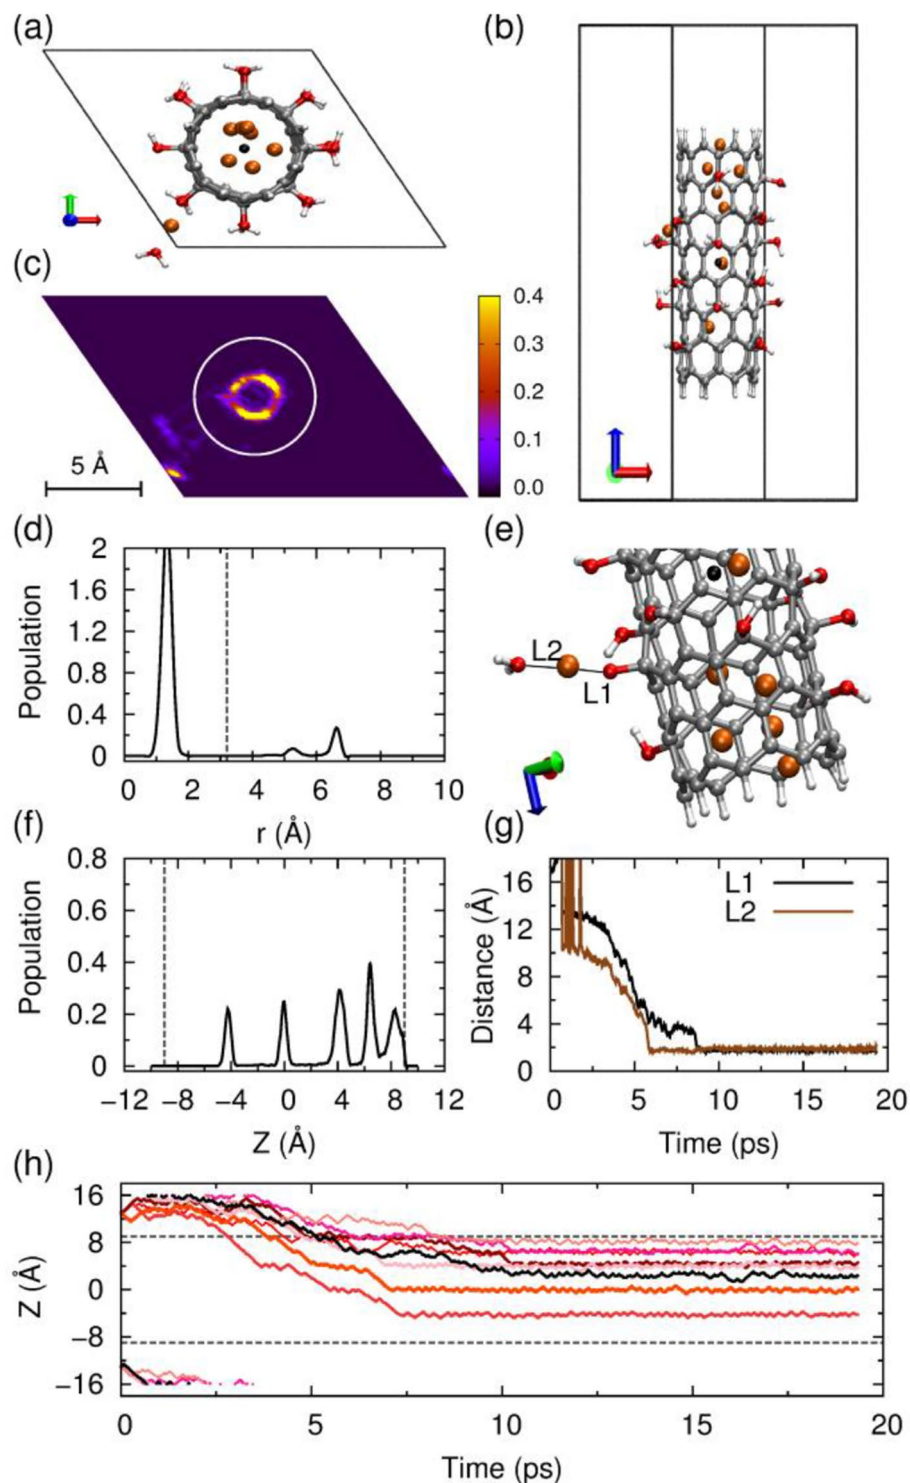 (a)
(b)
(c)
0.4
0.3
0.2
0.1
0.0
5 Å
(d)
2
1.6
1.2
0.8
0.4
0
Population
0 2 4 6 8 10
r (Å)
(e)
L2
L1
(f)
0.8
0.6
0.4
0.2
0
Population
−12 −8 −4 0 4 8 12
Z (Å)
(g)
16
12
8
4
0
Distance (Å)
L1
L2
0 5 10 15 20
Time (ps)
(h)
16
8
0
−8
−16
Z (Å)
0 5 10 15 20
Time (ps)